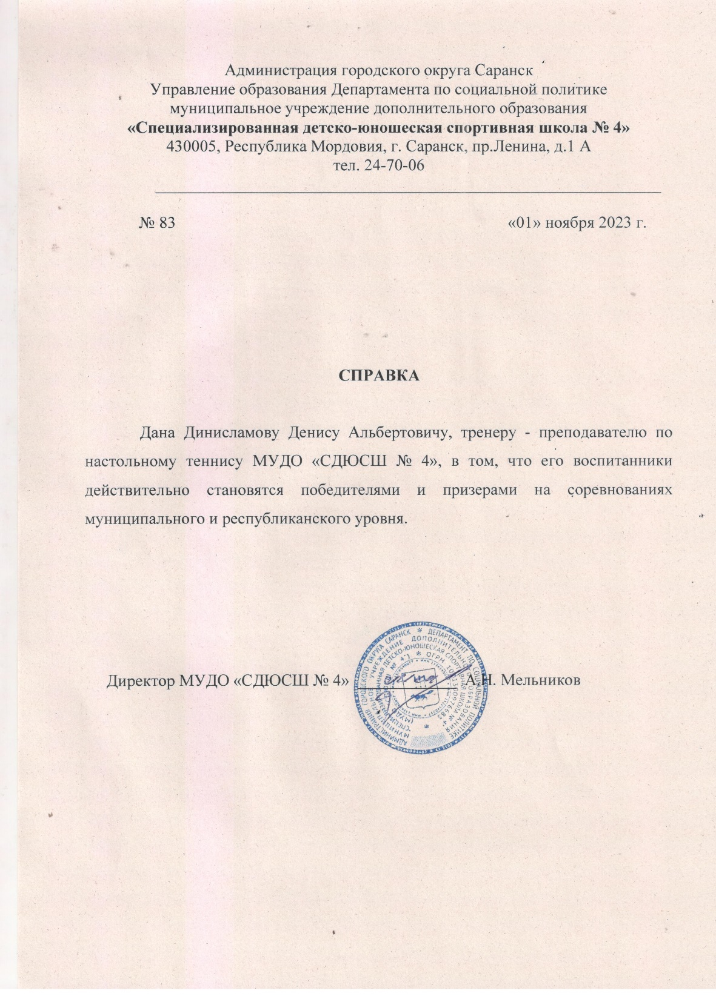 Администрация городского округа Саранск
Управление образования Департамента по социальной политике
муниципальное учреждение дополнительного образования
«Специализированная детско-юношеская спортивная школа № 4»
430005, Республика Мордовия, г. Саранск, пр.Ленина, д.1 А
тел. 24-70-06
№ 83 «01» ноября 2023 г.
СПРАВКА
Дана Динисламову Денису Альбертовичу, тренеру - преподавателю по
настольному теннису МУДО «СДЮСШ № 4», в том, что его воспитанники
действительно становятся победителями и призерами на соревнованиях
муниципального и республиканского уровня.
Директор МУДО «СДЮСШ № 4» А.Н. Мельников
АДМИНИСТРАЦИЯ ГОРОДСКОГО ОКРУГА САРАНСК * ДЕПАРТАМЕНТ ПО СОЦИАЛЬНОЙ ПОЛИТИКЕ
МУНИЦИПАЛЬНОЕ УЧРЕЖДЕНИЕ ДОПОЛНИТЕЛЬНОГО ОБРАЗОВАНИЯ
"СПЕЦИАЛИЗИРОВАННАЯ ДЕТСКО-ЮНОШЕСКАЯ СПОРТИВНАЯ ШКОЛА № 4"
(МУДО "СДЮСШ № 4") * ОГРН